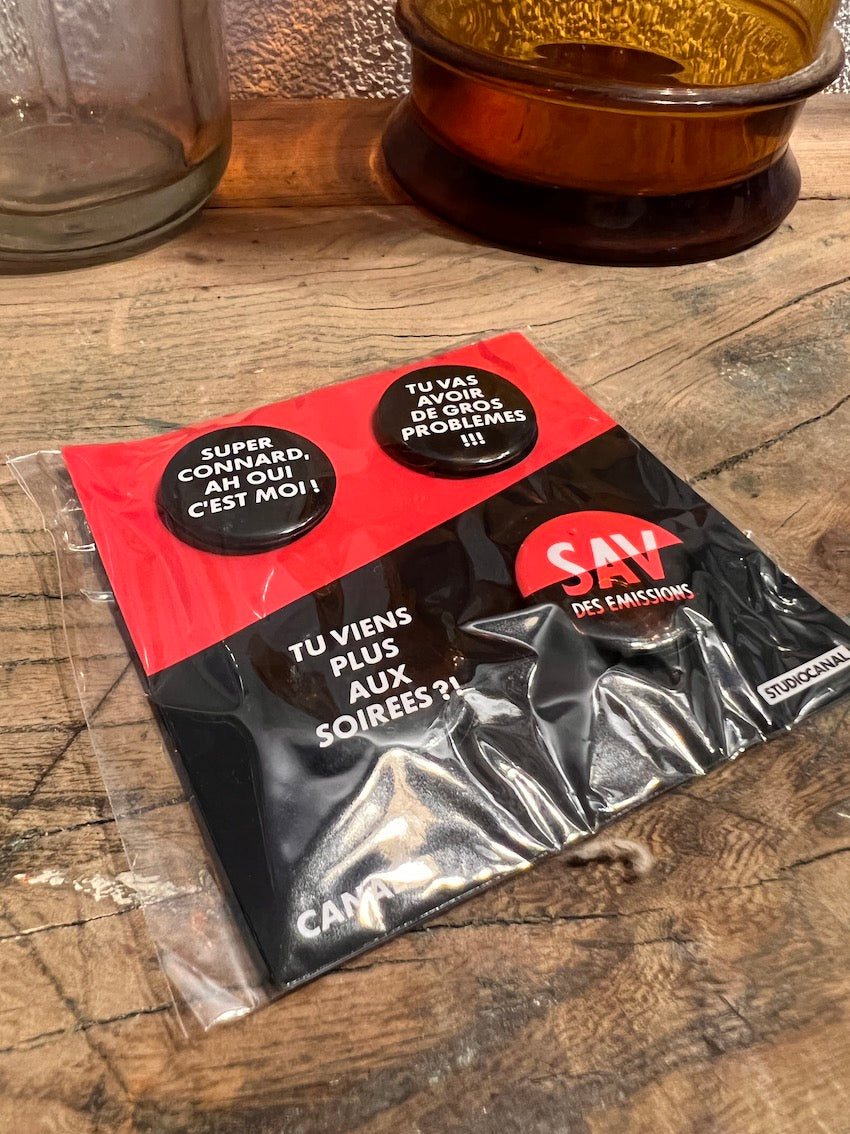 SUPER
CONNARD,
AH OUI
C'EST MOI !
TU VAS
AVOIR
DE GROS
PROBLEMES
!!!
SAV
DES EMISSIONS
TU VIENS
PLUS
AUX
SOIREES ?!
STUDIOCANAL
CANAL